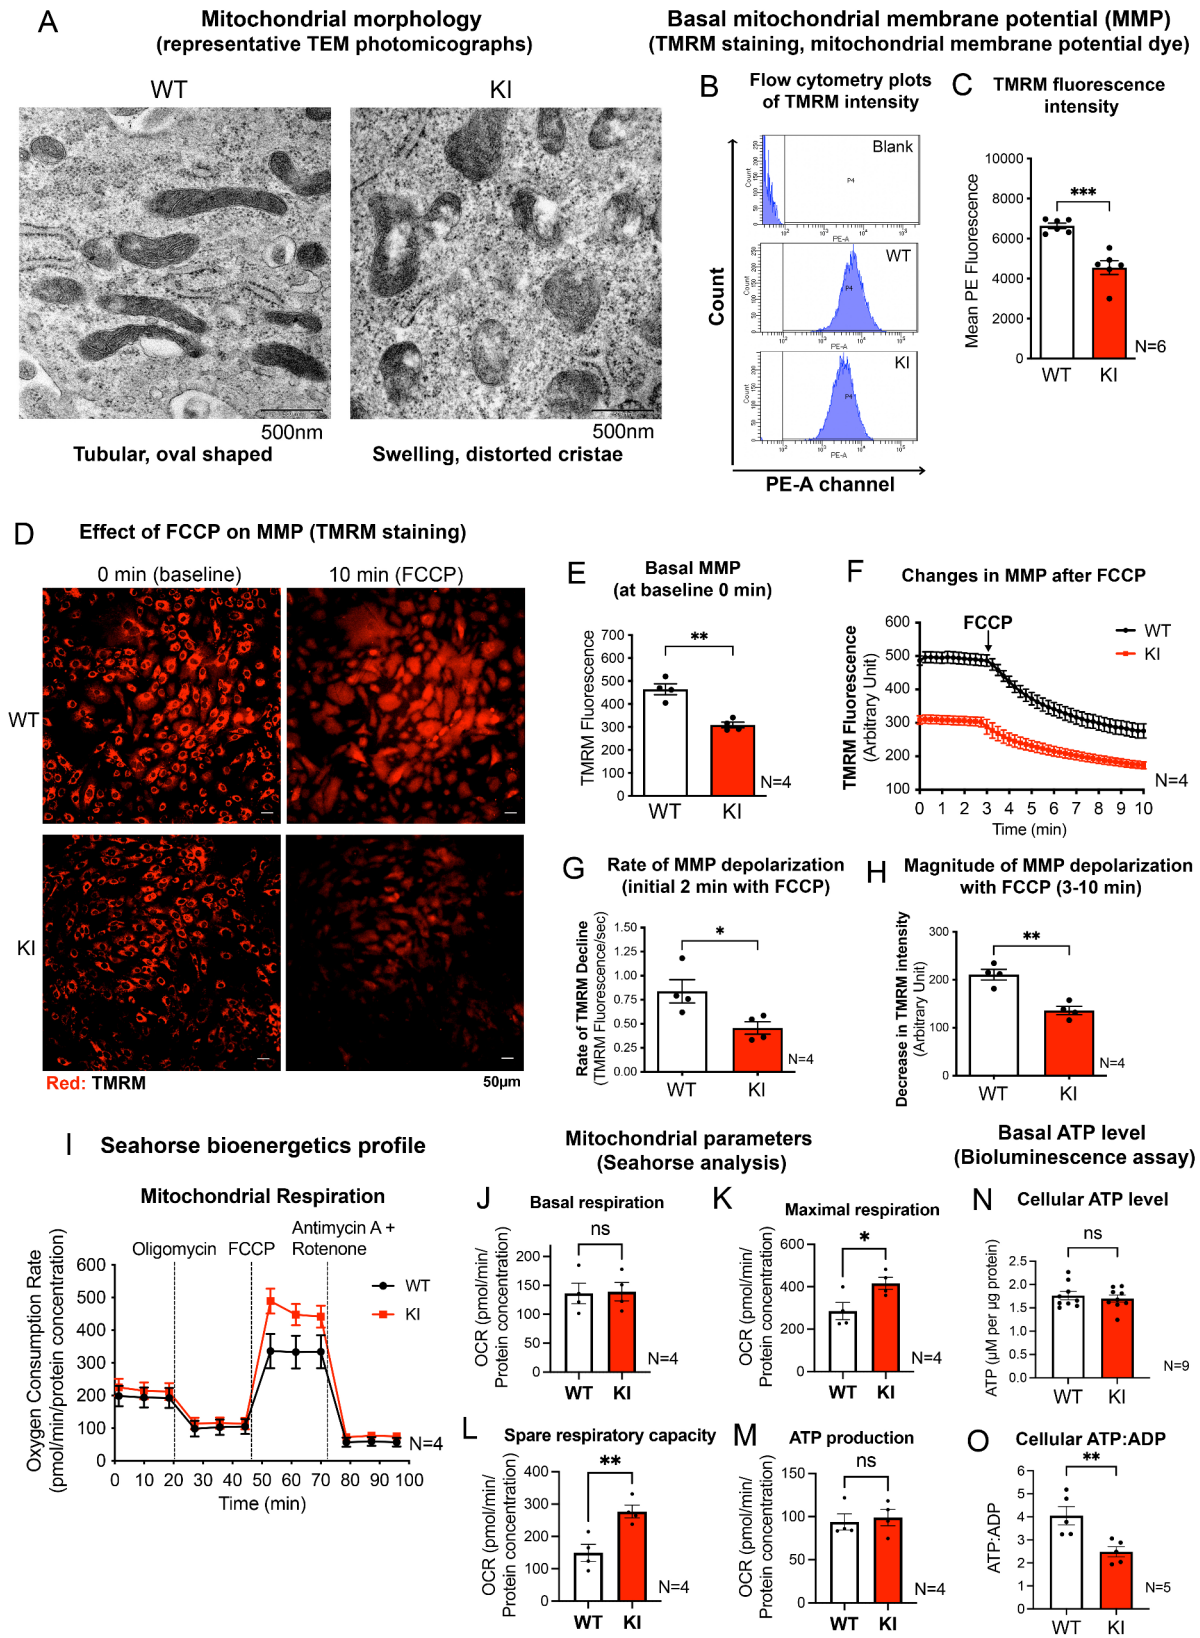 A
Mitochondrial morphology
(representative TEM photomicographs)
WT
KI
500nm
500nm
Tubular, oval shaped
Swelling, distorted cristae
Basal mitochondrial membrane potential (MMP)
(TMRM staining, mitochondrial membrane potential dye)
B
Flow cytometry plots
of TMRM intensity
Blank
P4
PE-A
Count
WT
P4
PE-A
Count
KI
P4
PE-A
Count
Count
PE-A channel
C
TMRM fluorescence
intensity
Mean PE Fluorescence
10000
8000
6000
4000
2000
0
***
WT
KI
N=6
D
Effect of FCCP on MMP (TMRM staining)
0 min (baseline)
10 min (FCCP)
WT
KI
Red: TMRM
50µm
E
Basal MMP
(at baseline 0 min)
TMRM Fluorescence
700
600
500
400
300
200
100
0
**
WT
KI
N=4
F
Changes in MMP after FCCP
TMRM Fluorescence
(Arbitrary Unit)
600
500
400
300
200
100
FCCP
WT
KI
N=4
0 1 2 3 4 5 6 7 8 9 10
Time (min)
G
Rate of MMP depolarization
(initial 2 min with FCCP)
Rate of TMRM Decline
(TMRM Fluorescence/sec)
1.50
1.25
1.00
0.75
0.50
0.25
0.00
*
WT
KI
N=4
H
Magnitude of MMP depolarization
with FCCP (3-10 min)
Decrease in TMRM intensity
(Arbitrary Unit)
300
200
100
0
**
WT
KI
N=4
I
Seahorse bioenergetics profile
Mitochondrial Respiration
Oxygen Consumption Rate
(pmol/min/protein concentration)
600
500
400
300
200
100
0
Oligomycin
FCCP
Antimycin A +
Rotenone
WT
KI
N=4
0 10 20 30 40 50 60 70 80 90 100
Time (min)
Mitochondrial parameters
(Seahorse analysis)
J
Basal respiration
OCR (pmol/min/
Protein concentration)
200
150
100
50
0
ns
WT
KI
N=4
K
Maximal respiration
OCR (pmol/min/
Protein concentration)
600
400
200
0
*
WT
KI
N=4
L
Spare respiratory capacity
OCR (pmol/min/
Protein concentration)
400
300
200
100
0
**
WT
KI
N=4
M
ATP production
OCR (pmol/min/
Protein concentration)
150
100
50
0
ns
WT
KI
N=4
Basal ATP level
(Bioluminescence assay)
N
Cellular ATP level
ATP (µM per µg protein)
2.5
2.0
1.5
1.0
0.5
0.0
ns
WT
KI
N=9
O
Cellular ATP:ADP
ATP:ADP
6
5
4
3
2
1
0
**
WT
KI
N=5